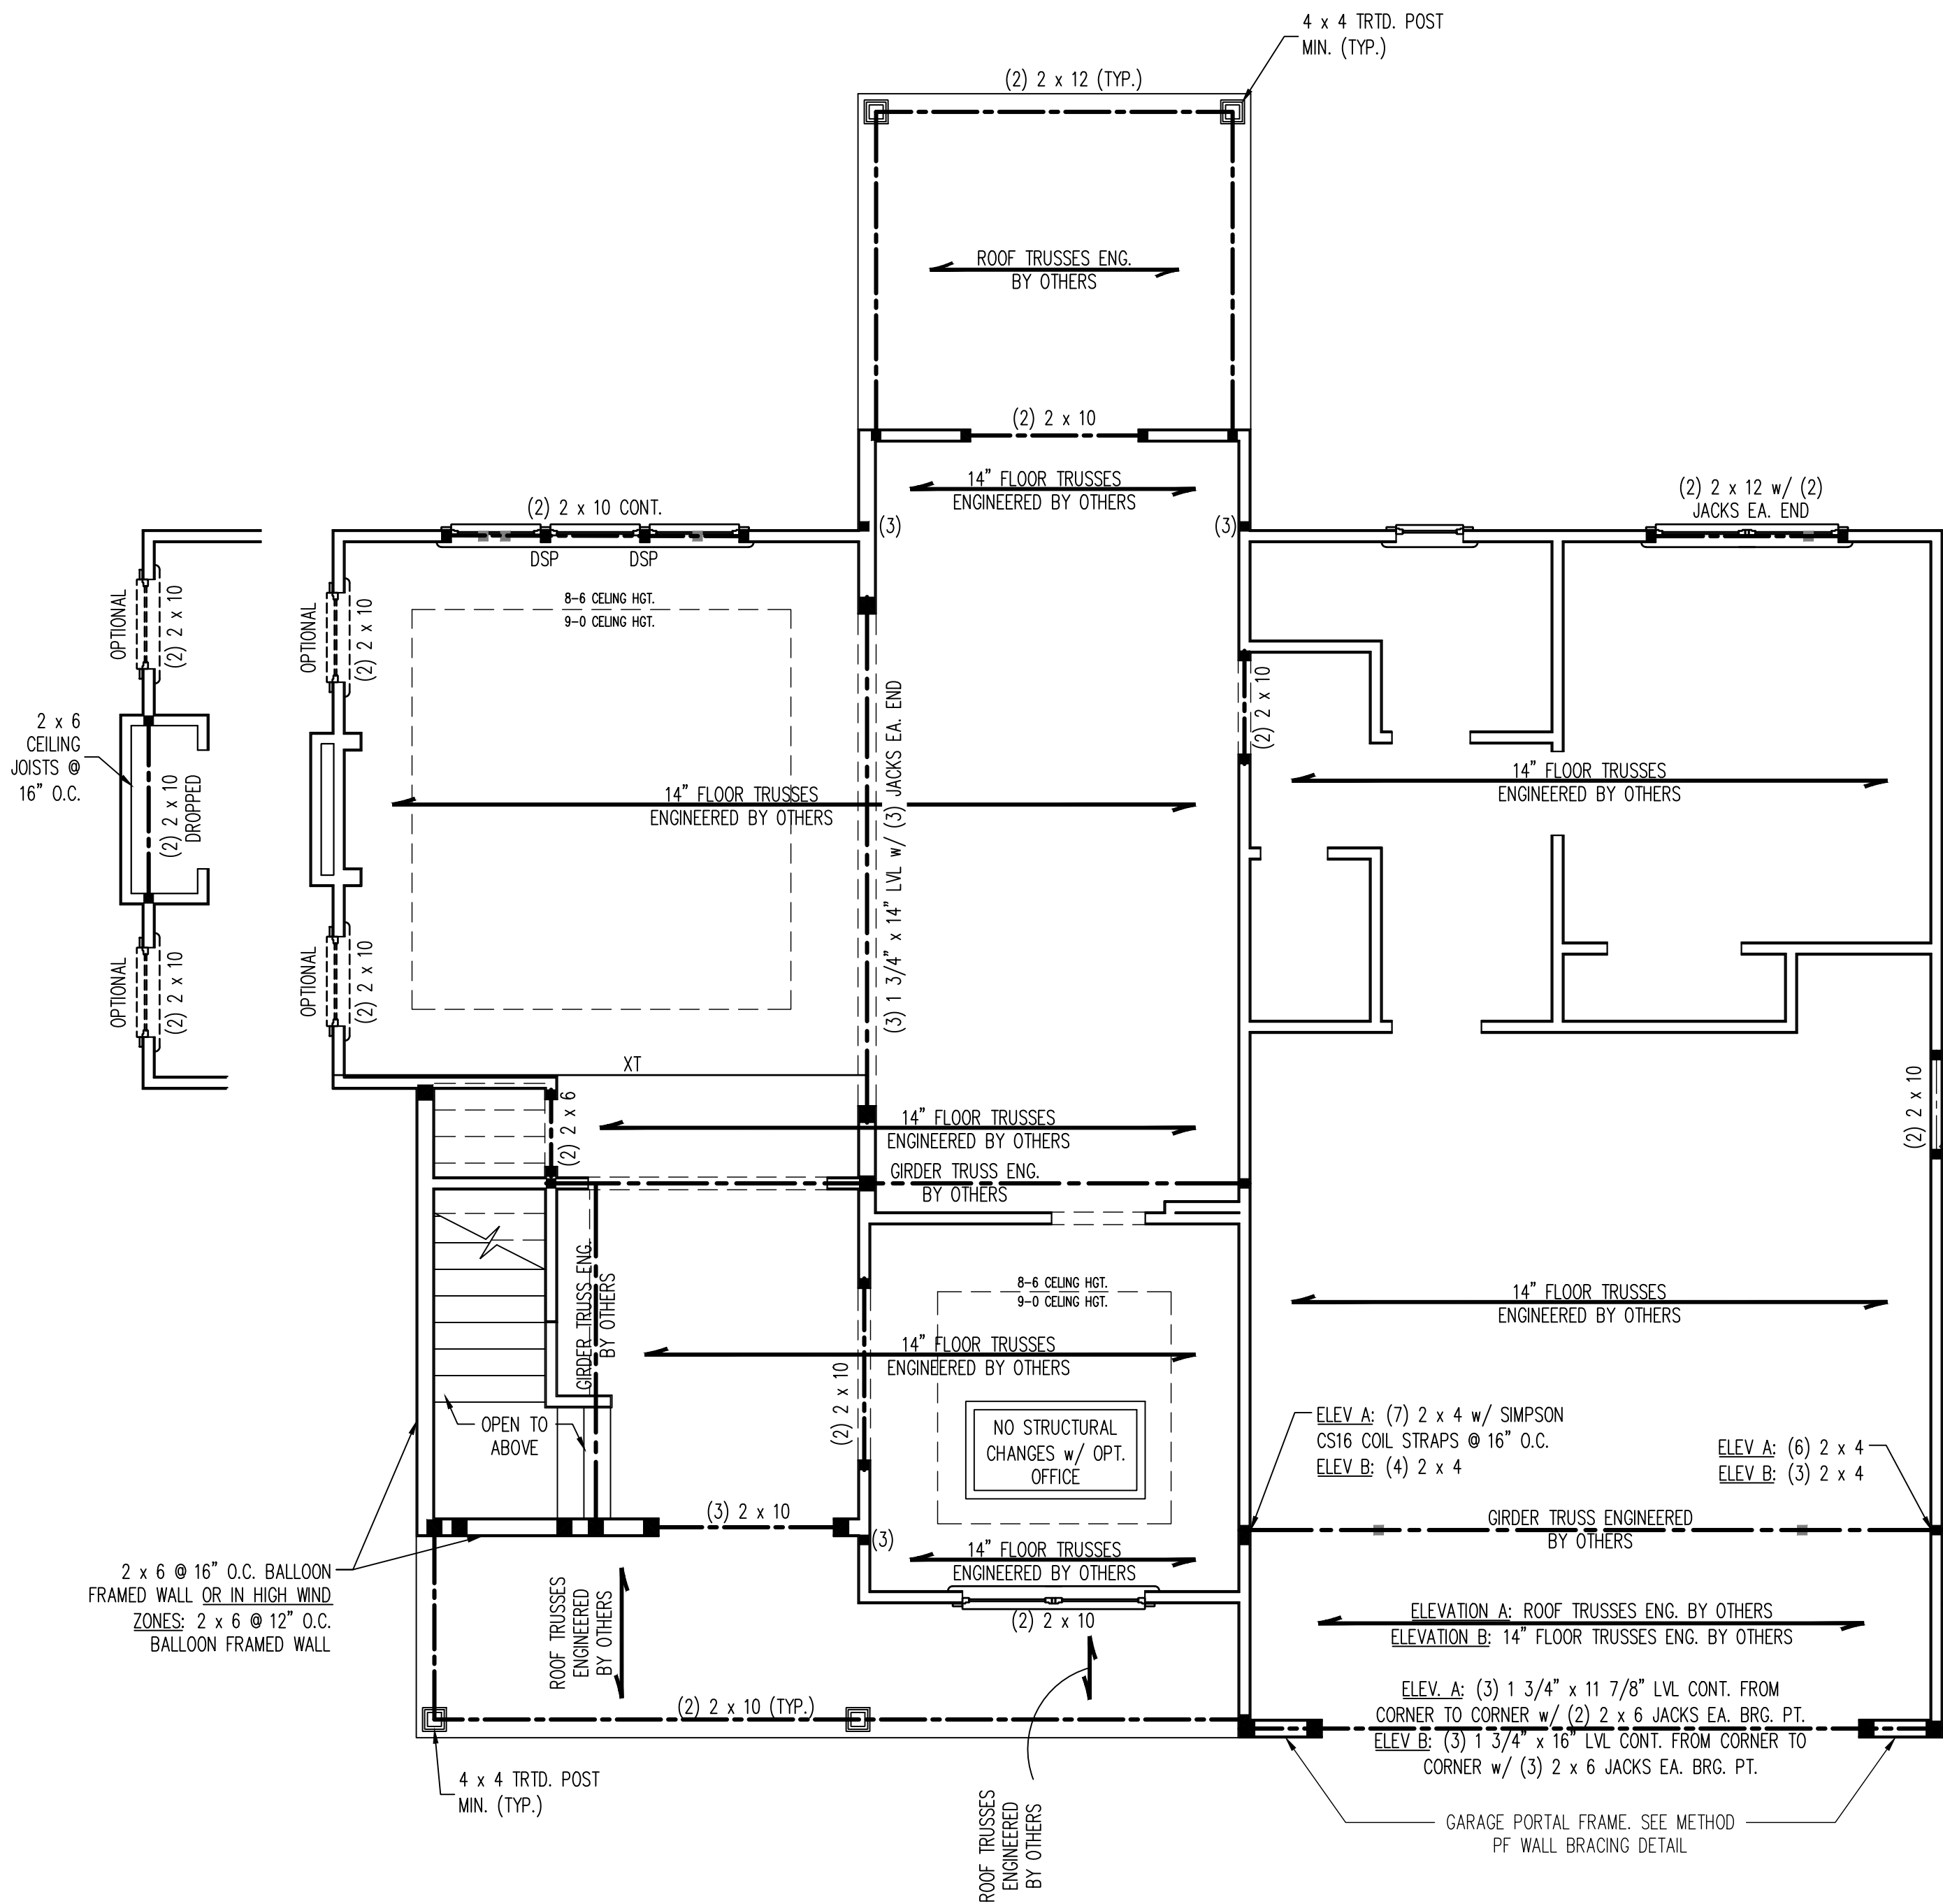 4 x 4 TRTD. POST
MIN. (TYP.)
(2) 2 x 12 (TYP.)
ROOF TRUSSES ENG.
BY OTHERS
(2) 2 x 10
14" FLOOR TRUSSES
ENGINEERED BY OTHERS
(2) 2 x 12 w/ (2)
JACKS EA. END
(2) 2 x 10 CONT.
(3)
(3)
DSP
DSP
8-6 CELING HGT.
9-0 CELING HGT.
OPTIONAL
(2) 2 x 10
OPTIONAL
(2) 2 x 10
2 x 6
CEILING
JOISTS @
16" O.C.
(2) 2 x 10
DROPPED
(3) 1 3/4" x 14" LVL w/ (3) JACKS EA. END
(2) 2 x 10
14" FLOOR TRUSSES
ENGINEERED BY OTHERS
14" FLOOR TRUSSES
ENGINEERED BY OTHERS
OPTIONAL
(2) 2 x 10
OPTIONAL
(2) 2 x 10
XT
(2) 2 x 6
14" FLOOR TRUSSES
ENGINEERED BY OTHERS
(2) 2 x 10
GIRDER TRUSS ENG.
BY OTHERS
GIRDER TRUSS ENG.
BY OTHERS
8-6 CELING HGT.
9-0 CELING HGT.
14" FLOOR TRUSSES
ENGINEERED BY OTHERS
14" FLOOR TRUSSES
ENGINEERED BY OTHERS
(2) 2 x 10
OPEN TO
ABOVE
NO STRUCTURAL
CHANGES w/ OPT.
OFFICE
ELEV A: (7) 2 x 4 w/ SIMPSON
CS16 COIL STRAPS @ 16" O.C.
ELEV B: (4) 2 x 4
ELEV A: (6) 2 x 4
ELEV B: (3) 2 x 4
(3) 2 x 10
(3)
GIRDER TRUSS ENGINEERED
BY OTHERS
14" FLOOR TRUSSES
ENGINEERED BY OTHERS
2 x 6 @ 16" O.C. BALLOON
FRAMED WALL OR IN HIGH WIND
ZONES: 2 x 6 @ 12" O.C.
BALLOON FRAMED WALL
ROOF TRUSSES
ENGINEERED
BY OTHERS
(2) 2 x 10
ELEVATION A: ROOF TRUSSES ENG. BY OTHERS
ELEVATION B: 14" FLOOR TRUSSES ENG. BY OTHERS
(2) 2 x 10 (TYP.)
ELEV. A: (3) 1 3/4" x 11 7/8" LVL CONT. FROM
CORNER TO CORNER w/ (2) 2 x 6 JACKS EA. BRG. PT.
ELEV B: (3) 1 3/4" x 16" LVL CONT. FROM CORNER TO
CORNER w/ (3) 2 x 6 JACKS EA. BRG. PT.
4 x 4 TRTD. POST
MIN. (TYP.)
ROOF TRUSSES
ENGINEERED
BY OTHERS
GARAGE PORTAL FRAME. SEE METHOD
PF WALL BRACING DETAIL